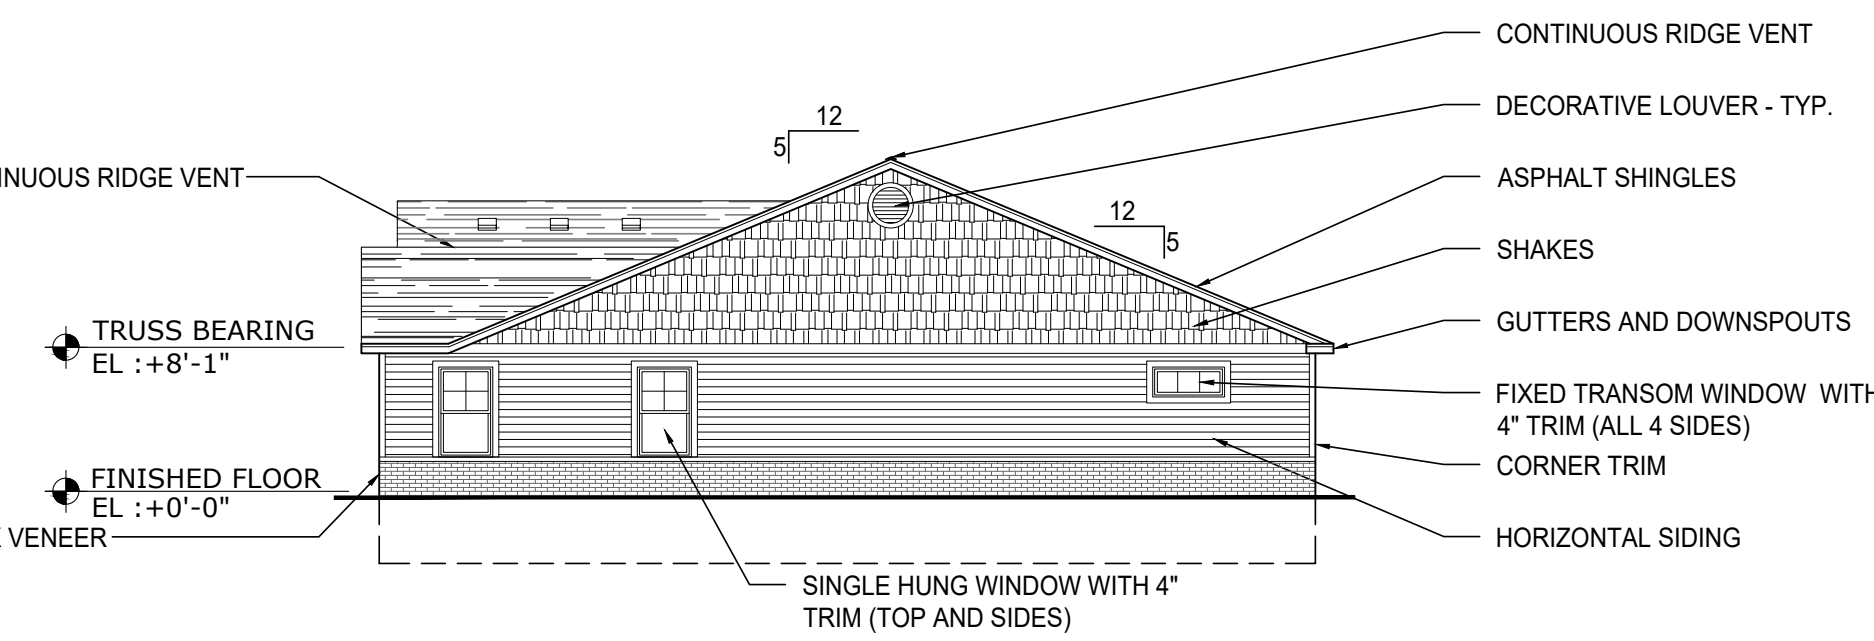 CONTINUOUS RIDGE VENT
DECORATIVE LOUVER - TYP.
12
5
INUOUS RIDGE VENT
ASPHALT SHINGLES
12
5
SHAKES
TRUSS BEARING
EL :+8'-1"
GUTTERS AND DOWNSPOUTS
FIXED TRANSOM WINDOW WITH
4" TRIM (ALL 4 SIDES)
CORNER TRIM
FINISHED FLOOR
EL :+0'-0"
VENEER
HORIZONTAL SIDING
SINGLE HUNG WINDOW WITH 4"
TRIM (TOP AND SIDES)